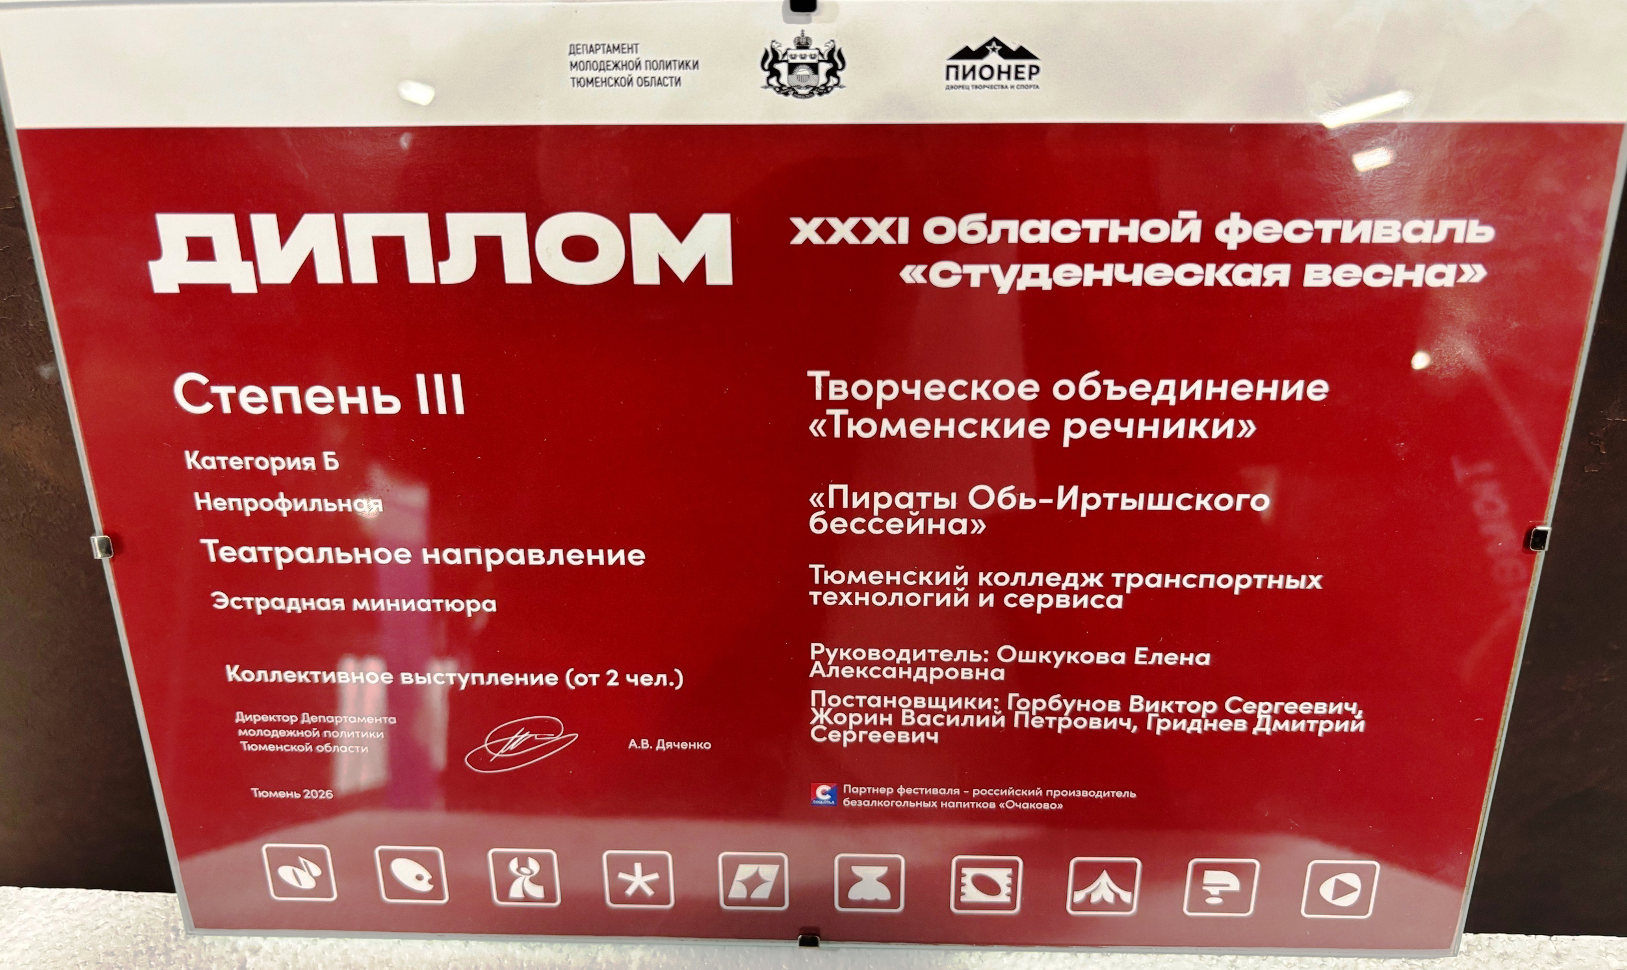 ДЕПАРТАМЕНТ
МОЛОДЕЖНОЙ ПОЛИТИКИ
ТЮМЕНСКОЙ ОБЛАСТИ
ПИОНЕР
ДВОРЕЦ ТВОРЧЕСТВА И СПОРТА
ДИПЛОМ
XXXI Областной фестиваль
«Студенческая весна»
Степень III
Категория Б
Непрофильная
Театральное направление
Эстрадная миниатюра
Коллективное выступление (от 2 чел.)
Директор Департамента
молодежной политики
Тюменской области
А.В. Дяченко
Тюмень 2026
Творческое объединение
«Тюменские речники»
«Пираты Обь-Иртышского
бессейна»
Тюменский колледж транспортных
технологий и сервиса
Руководитель: Ошкукова Елена
Александровна
Постановщики: Горбунов Виктор Сергеевич,
Жорин Василий Петрович, Гриднев Дмитрий
Сергеевич
Партнер фестиваля - российский производитель
безалкогольных напитков «Очаково»